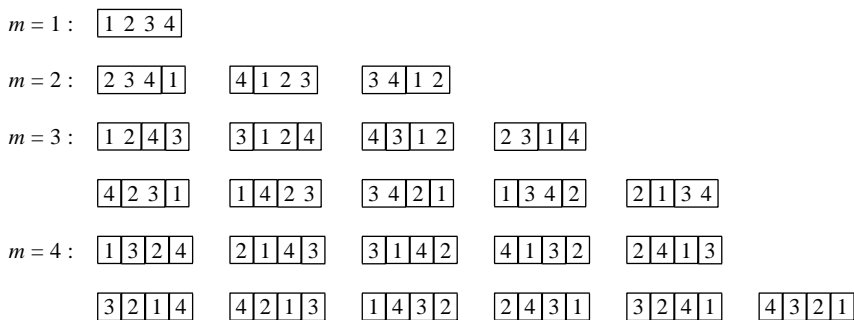 m = 1 : 1 2 3 4
m = 2 : 2 3 4 1 4 1 2 3 3 4 1 2
m = 3 : 1 2 4 3 3 1 2 4 4 3 1 2 2 3 1 4
4 2 3 1 1 4 2 3 3 4 2 1 1 3 4 2 2 1 3 4
m = 4 : 1 3 2 4 2 1 4 3 3 1 4 2 4 1 3 2 2 4 1 3
3 2 1 4 4 2 1 3 1 4 3 2 2 4 3 1 3 2 4 1 4 3 2 1